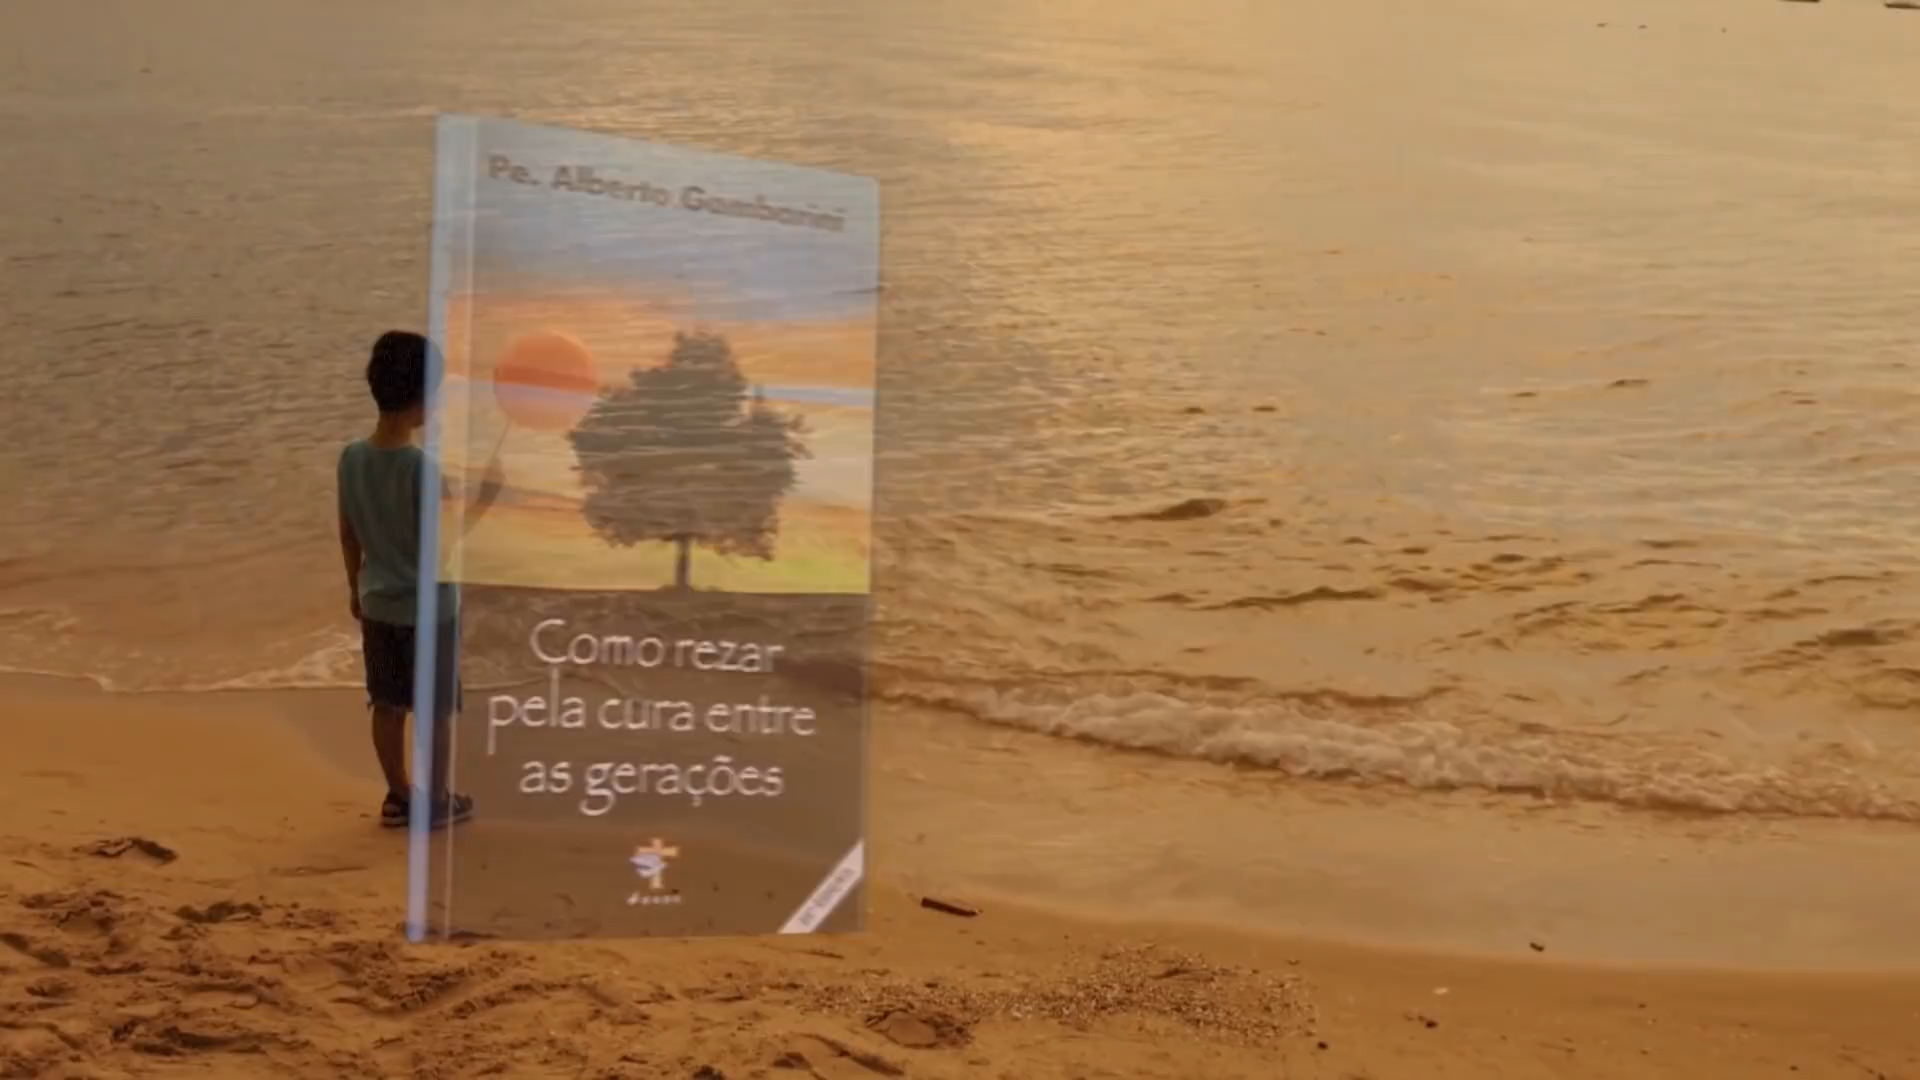 Pe. Alberto Gambarini
Como rezar
pela cura entre
as gerações